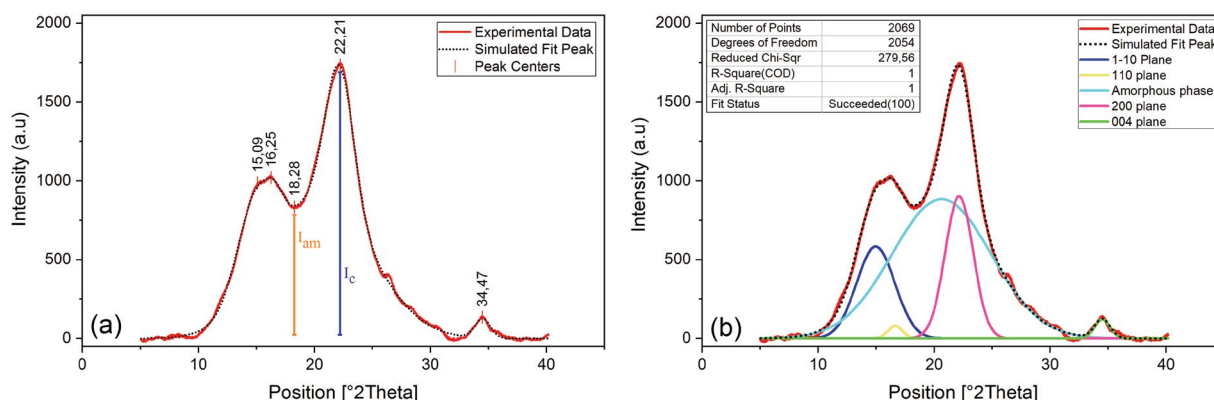 2000
1500
1000
500
0
Intensity (a.u)
0
10
20
30
40
Position [°2Theta]
(a)
Experimental Data
Simulated Fit Peak
Peak Centers
15,09
16,25
18,28
22,21
34,47
Iam
Ic
2000
1500
1000
500
0
Intensity (a.u)
0
10
20
30
40
Position [°2Theta]
(b)
Number of Points 2069
Degrees of Freedom 2054
Reduced Chi-Sqr 279,56
R-Square(COD) 1
Adj. R-Square 1
Fit Status Succeeded(100)
Experimental Data
Simulated Fit Peak
1-10 Plane
110 plane
Amorphous phase
200 plane
004 plane